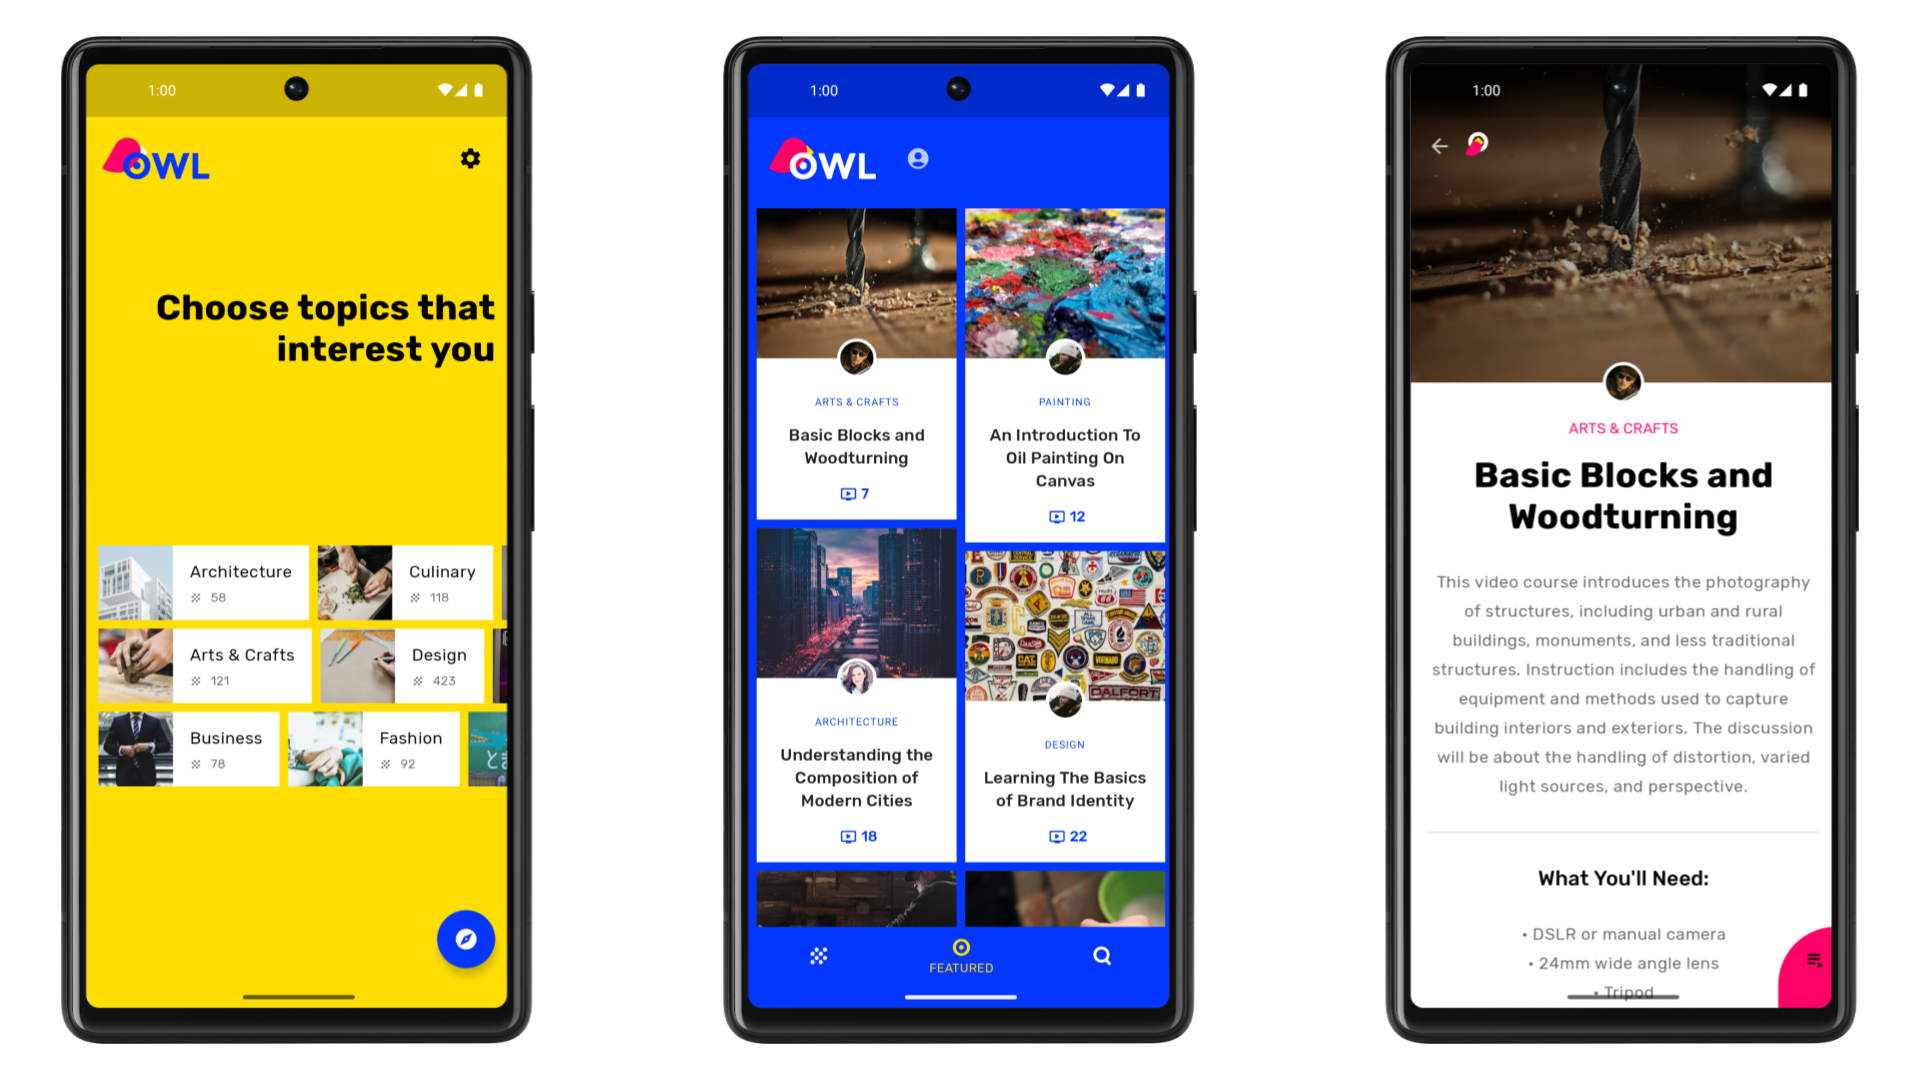 1:00
OWL
Choose topics that
interest you
Architecture
58
Culinary
118
Arts & Crafts
121
Design
423
Business
78
Fashion
92
1:00
OWL
ARTS & CRAFTS
Basic Blocks and
Woodturning
7
PAINTING
An Introduction To
Oil Painting On
Canvas
12
ARCHITECTURE
Understanding the
Composition of
Modern Cities
18
DALFORT
DESIGN
Learning The Basics
of Brand Identity
22
FEATURED
1:00
ARTS & CRAFTS
Basic Blocks and
Woodturning
This video course introduces the photography
of structures, including urban and rural
buildings, monuments, and less traditional
structures. Instruction includes the handling of
equipment and methods used to capture
building interiors and exteriors. The discussion
will be about the handling of distortion, varied
light sources, and perspective.
What You'll Need:
• DSLR or manual camera
• 24mm wide angle lens
• Tripod